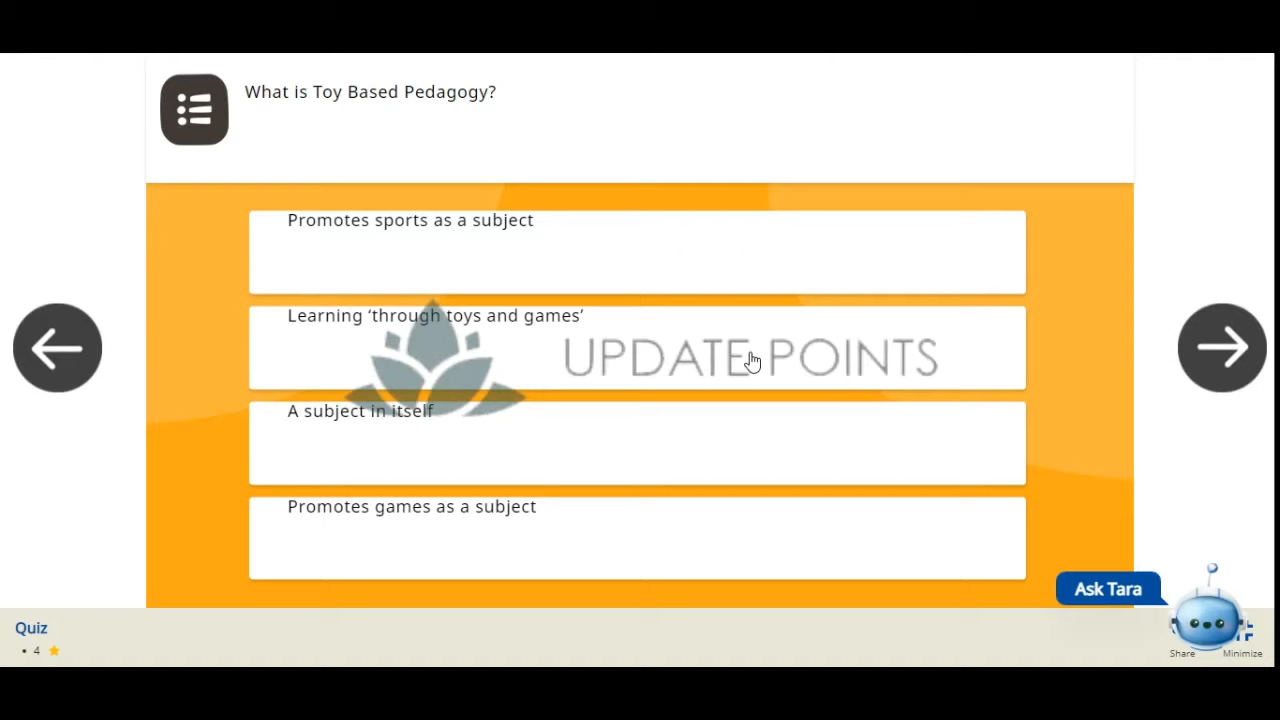 What is Toy Based Pedagogy?
Promotes sports as a subject
Learning ‘through toys and games’
UPDATE POINTS
A subject in itself
Promotes games as a subject
Ask Tara
Quiz
• 4
Share
Minimize